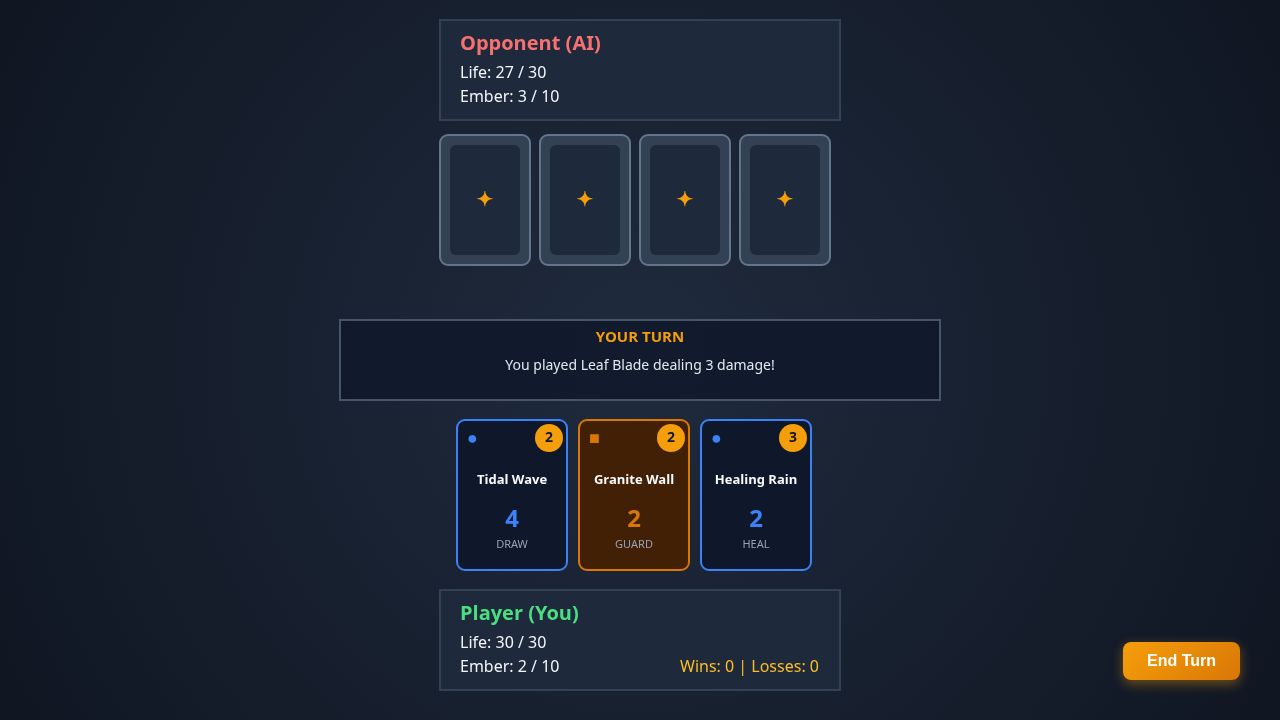 Opponent (AI)
Life: 27 / 30
Ember: 3 / 10
YOUR TURN
You played Leaf Blade dealing 3 damage!
2
Tidal Wave
4
DRAW
2
Granite Wall
2
GUARD
3
Healing Rain
2
HEAL
Player (You)
Life: 30 / 30
Ember: 2 / 10
Wins: 0 | Losses: 0
End Turn